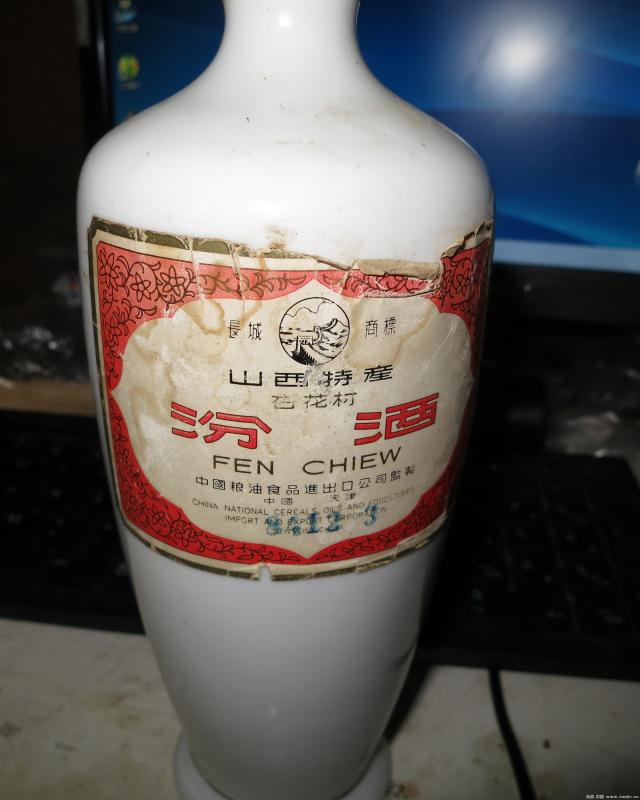 長城 商標
山西特產
杏花村
汾酒
FEN CHIEW
中國粮油食品進出口公司監製
中國 天津
CHINA NATIONAL CEREALS, OILS AND FOODSTUFFS
IMPORT AND EXPORT CORPORATION